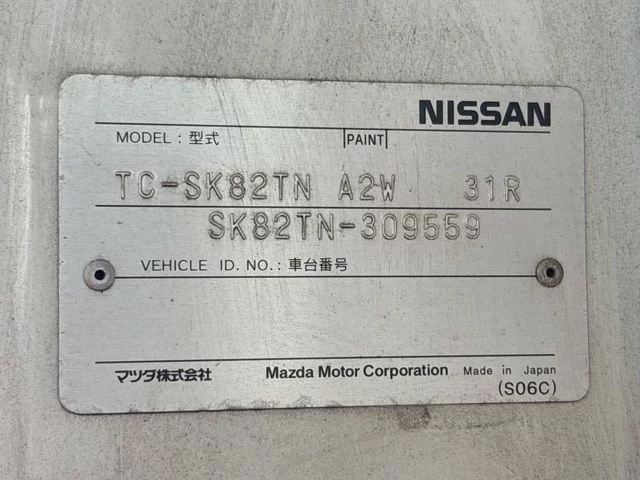 NISSAN
MODEL : 型式 PAINT
TC-SK82TN A2W 31R
SK82TN-309559
VEHICLE ID. NO. : 車台番号
マツダ株式会社 Mazda Motor Corporation Made in Japan
(S06C)